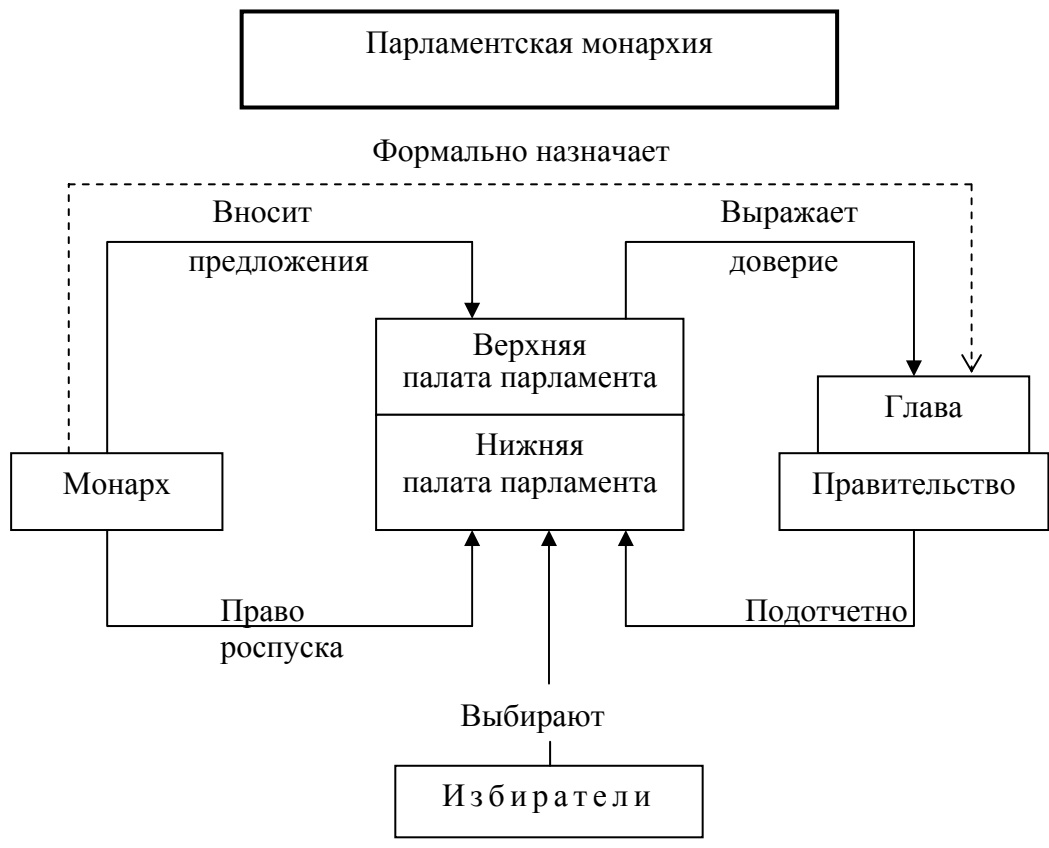 Парламентская монархия
Формально назначает
Вносит
предложения
Выражает
доверие
Верхняя
палата парламента
Глава
Нижняя
палата парламента
Монарх
Правительство
Право
роспуска
Подотчетно
Выбирают
Избиратели